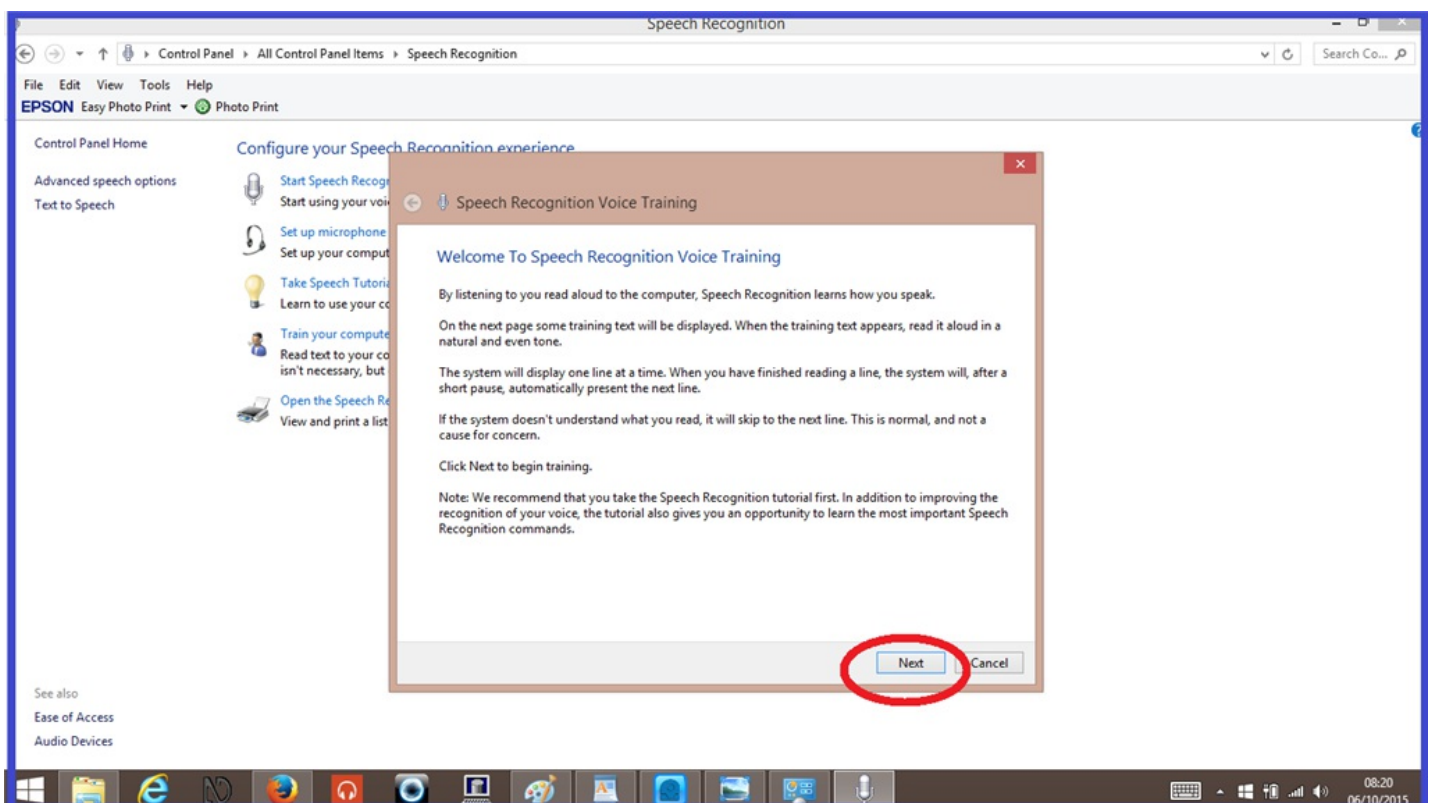 Speech Recognition
Control Panel All Control Panel Items Speech Recognition
Search Co...
File Edit View Tools Help
EPSON Easy Photo Print Photo Print
Control Panel Home
Advanced speech options
Text to Speech
Configure your Speech Recognition experience
Start Speech Recogn
Start using your voi
Set up microphone
Set up your comput
Take Speech Tutoria
Learn to use your co
Train your compute
Read text to your co
isn't necessary, but
Open the Speech Re
View and print a list
Speech Recognition Voice Training
Welcome To Speech Recognition Voice Training
By listening to you read aloud to the computer, Speech Recognition learns how you speak.
On the next page some training text will be displayed. When the training text appears, read it aloud in a
natural and even tone.
The system will display one line at a time. When you have finished reading a line, the system will, after a
short pause, automatically present the next line.
If the system doesn't understand what you read, it will skip to the next line. This is normal, and not a
cause for concern.
Click Next to begin training.
Note: We recommend that you take the Speech Recognition tutorial first. In addition to improving the
recognition of your voice, the tutorial also gives you an opportunity to learn the most important Speech
Recognition commands.
Next Cancel
See also
Ease of Access
Audio Devices
08:20
06/10/2015